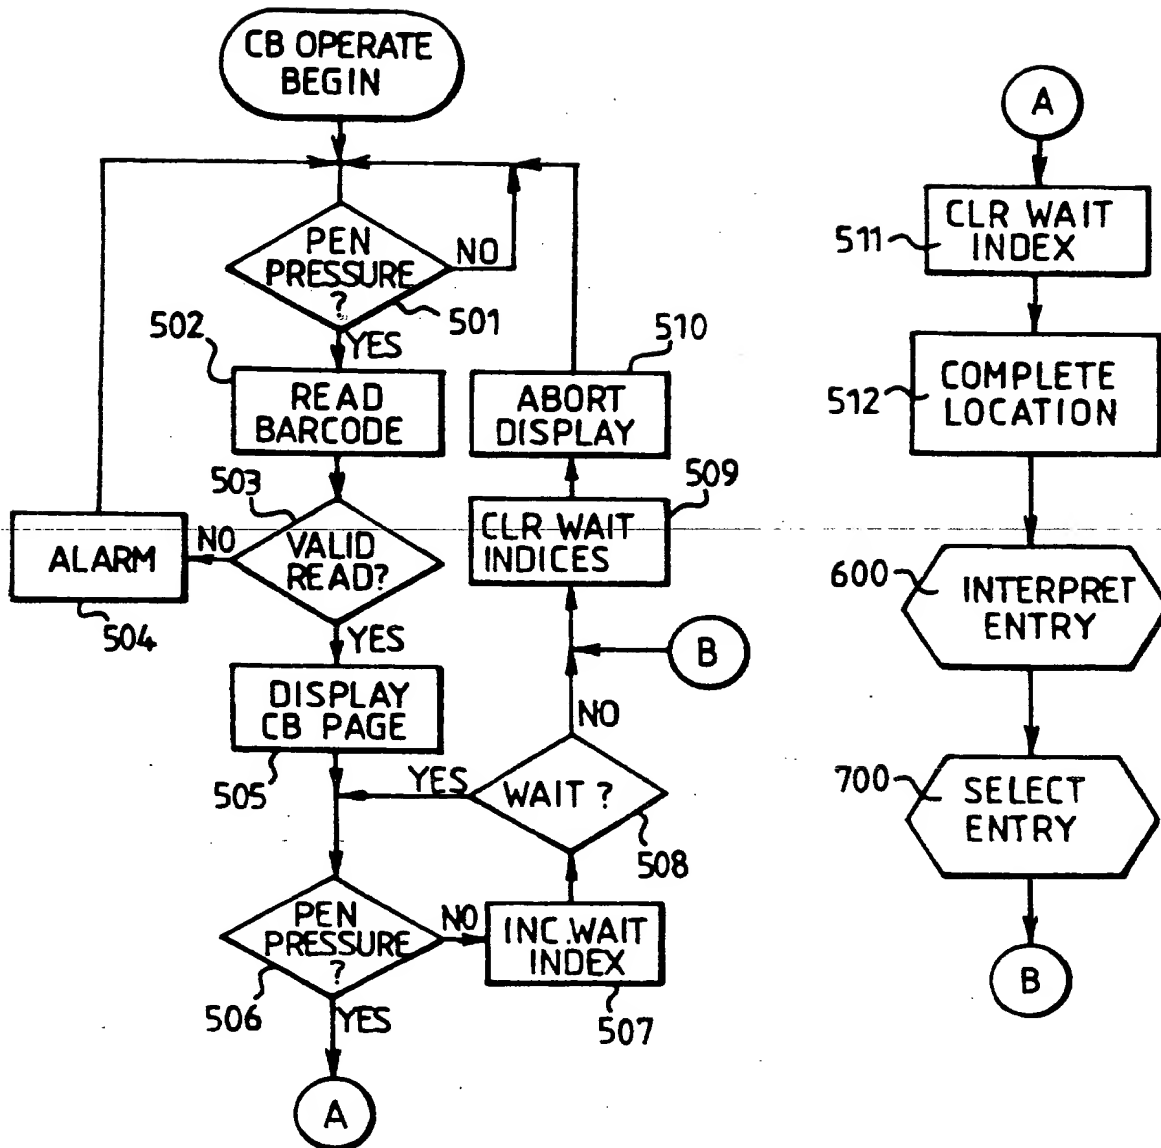 CB OPERATE
BEGIN
PEN
PRESSURE
?
NO
501
YES
502
READ
BARCODE
503
VALID
READ?
NO
ALARM
504
YES
DISPLAY
CB PAGE
505
PEN
PRESSURE
?
506
NO
YES
A
INC.WAIT
INDEX
507
WAIT ?
508
YES
NO
B
CLR WAIT
INDICES
509
ABORT
DISPLAY
510
A
CLR WAIT
INDEX
511
COMPLETE
LOCATION
512
INTERPRET
ENTRY
600
SELECT
ENTRY
700
B